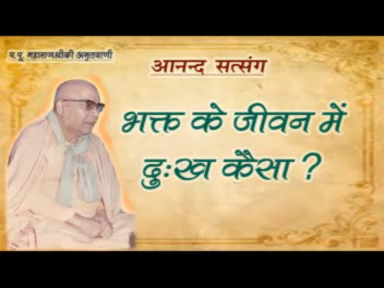 प.पू. महाराजश्रीकी अमृतवाणी
आनन्द सत्संग
भक्त के जीवन में
दुःख कैसा ?